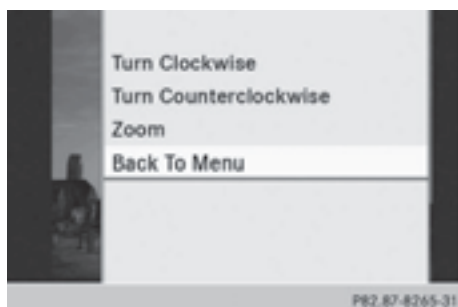 Turn Clockwise
Turn Counterclockwise
Zoom
Back To Menu
P82.87-8265-31